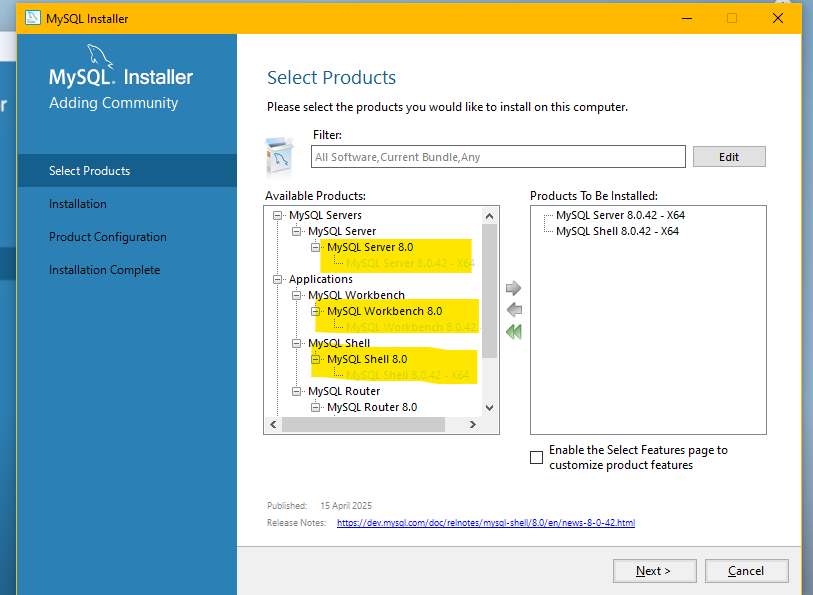 MySQL Installer
MySQL. Installer
Adding Community
Select Products
Installation
Product Configuration
Installation Complete
Select Products
Please select the products you would like to install on this computer.
Filter:
All Software,Current Bundle,Any
Edit
Available Products:
MySQL Servers
MySQL Server
MySQL Server 8.0
MySQL Server 8.0.42 - X64
Applications
MySQL Workbench
MySQL Workbench 8.0
MySQL Workbench 8.0.42
MySQL Shell
MySQL Shell 8.0
MySQL Shell 8.0.42 - X64
MySQL Router
MySQL Router 8.0
Products To Be Installed:
MySQL Server 8.0.42 - X64
MySQL Shell 8.0.42 - X64
Enable the Select Features page to
customize product features
Published: 15 April 2025
Release Notes: https://dev.mysql.com/doc/relnotes/mysql-shell/8.0/en/news-8-0-42.html
Next >
Cancel